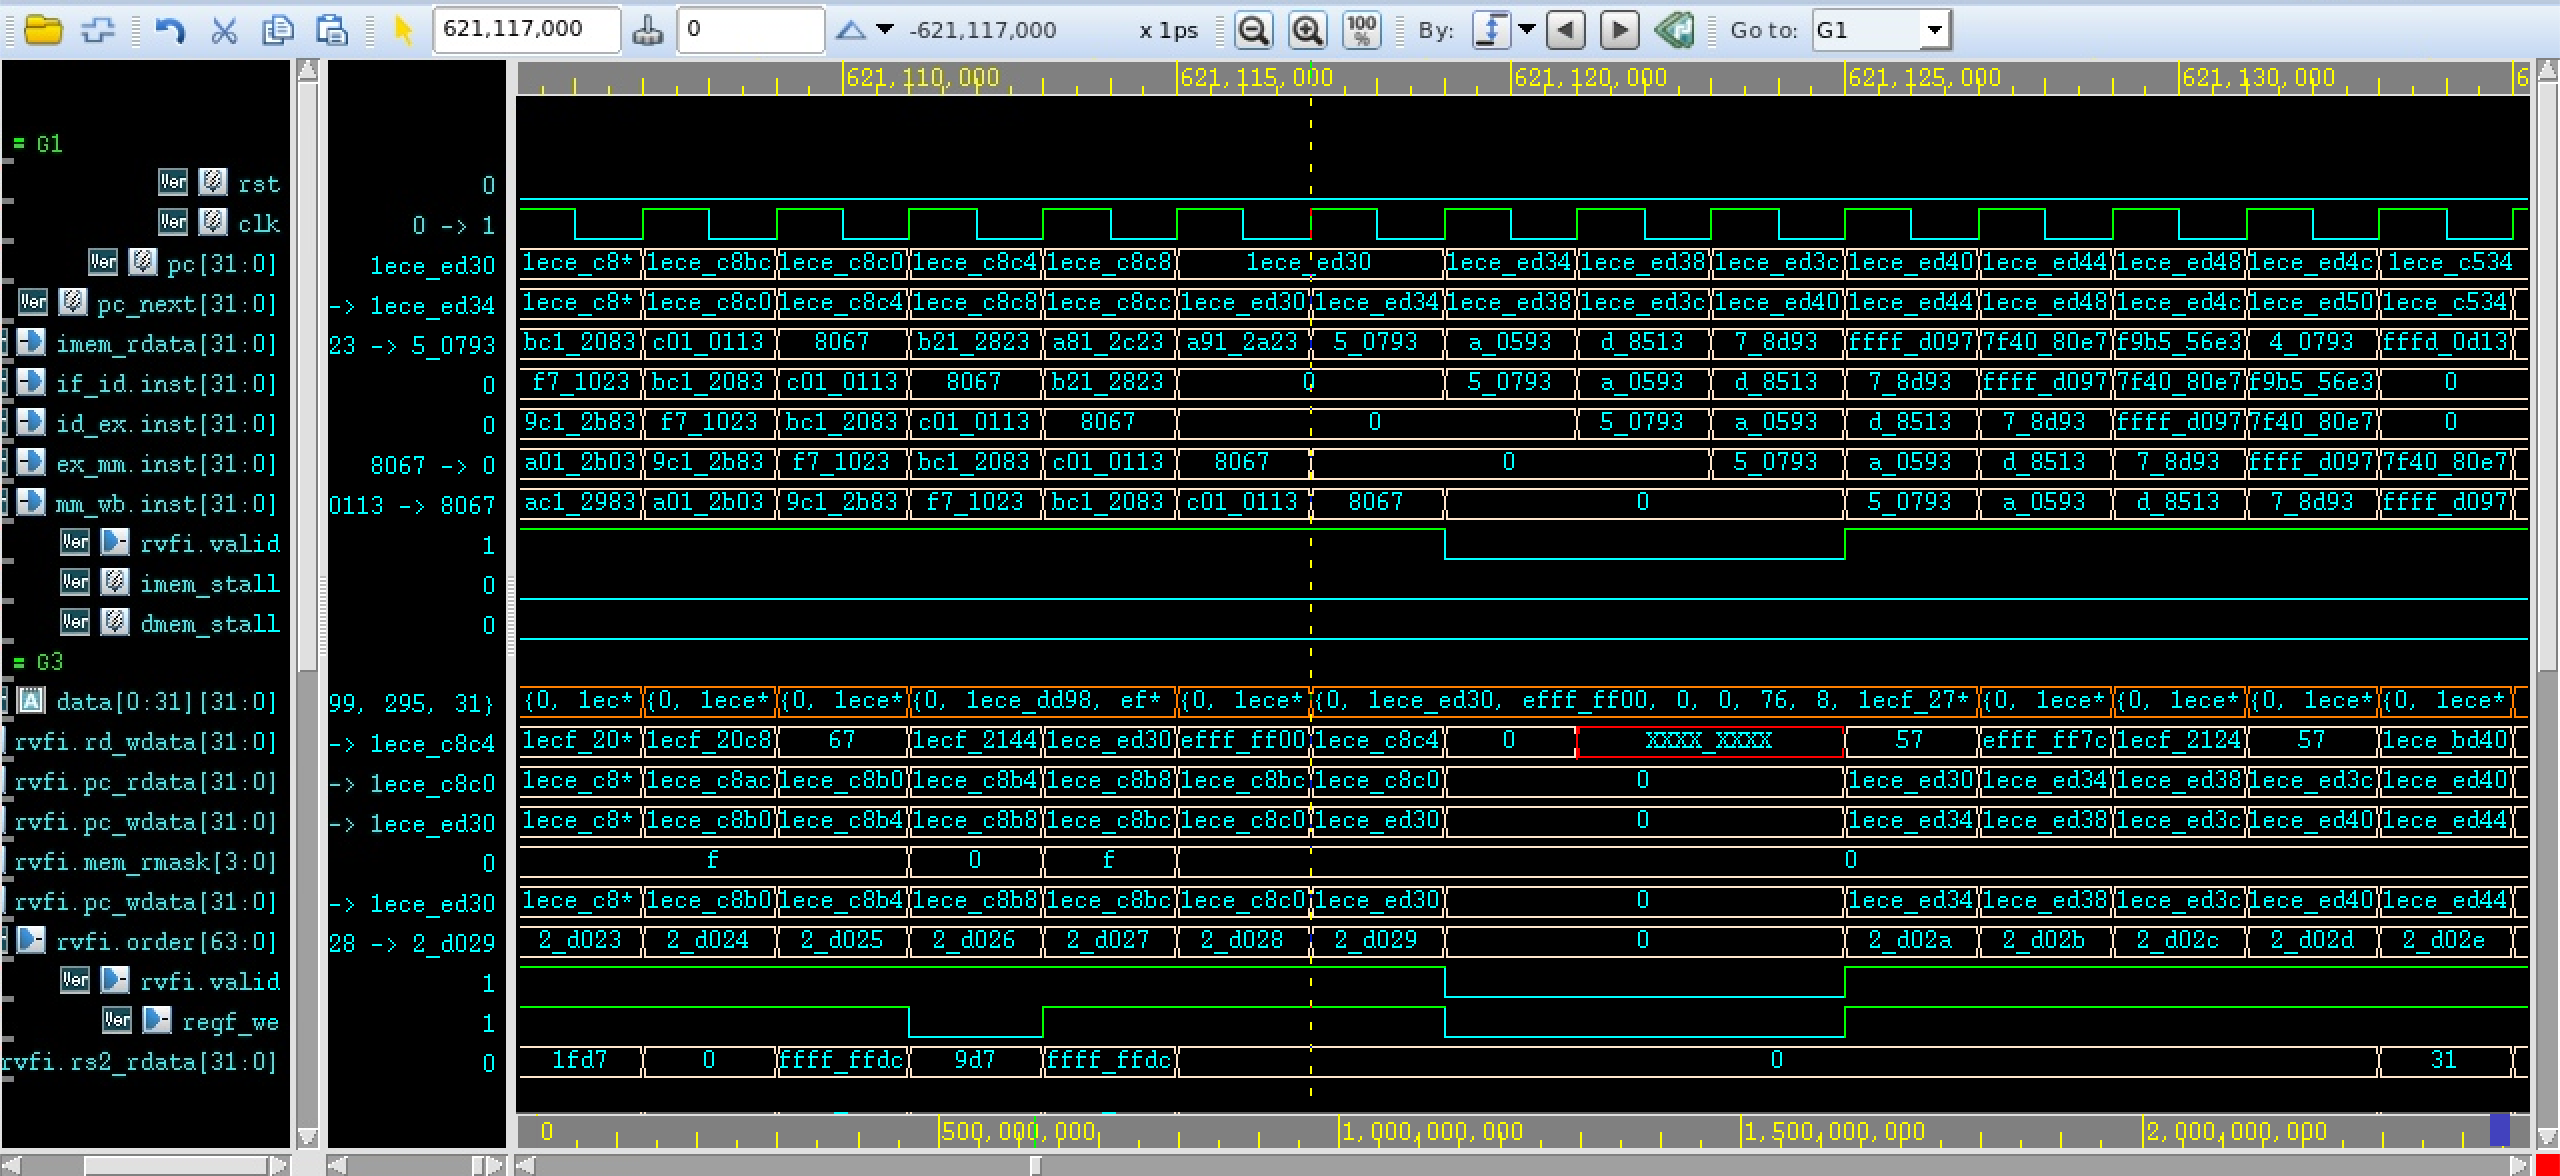 621,117,000 0 -621,117,000 x 1ps 100 % By: Go to: G1
621,110,000 621,115,000 621,120,000 621,125,000 621,130,000 6
= G1
Ver rst 0
Ver clk 0 -> 1
Ver pc[31:0] 1ece_ed30 1ece_c8* 1ece_c8bc 1ece_c8c0 1ece_c8c4 1ece_c8c8 1ece_ed30 1ece_ed34 1ece_ed38 1ece_ed3c 1ece_ed40 1ece_ed44 1ece_ed48 1ece_ed4c 1ece_c534
Ver pc_next[31:0] -> 1ece_ed34 1ece_c8* 1ece_c8c0 1ece_c8c4 1ece_c8c8 1ece_c8cc 1ece_ed30 1ece_ed34 1ece_ed38 1ece_ed3c 1ece_ed40 1ece_ed44 1ece_ed48 1ece_ed4c 1ece_ed50 1ece_c534
imem_rdata[31:0] 23 -> 5_0793 bc1_2083 c01_0113 8067 b21_2823 a81_2c23 a91_2a23 5_0793 a_0593 d_8513 7_8d93 ffff_d097 7f40_80e7 f9b5_56e3 4_0793 fffd_0d13
if_id.inst[31:0] 0 f7_1023 bc1_2083 c01_0113 8067 b21_2823 0 5_0793 a_0593 d_8513 7_8d93 ffff_d097 7f40_80e7 f9b5_56e3 0
id_ex.inst[31:0] 0 9c1_2b83 f7_1023 bc1_2083 c01_0113 8067 0 5_0793 a_0593 d_8513 7_8d93 ffff_d097 7f40_80e7 0
ex_mm.inst[31:0] 8067 -> 0 a01_2b03 9c1_2b83 f7_1023 bc1_2083 c01_0113 8067 0 5_0793 a_0593 d_8513 7_8d93 ffff_d097 7f40_80e7
mm_wb.inst[31:0] 0113 -> 8067 ac1_2983 a01_2b03 9c1_2b83 f7_1023 bc1_2083 c01_0113 8067 0 5_0793 a_0593 d_8513 7_8d93 ffff_d097
Ver rvfi.valid 1
Ver imem_stall 0
Ver dmem_stall 0
= G3
A data[0:31][31:0] 99, 295, 31} {0, 1ec* {0, 1ece* {0, 1ece* {0, 1ece_dd98, ef* {0, 1ece* {0, 1ece_ed30, efff_ff00, 0, 0, 76, 8, 1ecf_27* {0, 1ece* {0, 1ece* {0, 1ece* {0, 1ece*
rvfi.rd_wdata[31:0] -> 1ece_c8c4 1ecf_20* 1ecf_20c8 67 1ecf_2144 1ece_ed30 efff_ff00 1ece_c8c4 0 XXXX_XXXX 57 efff_ff7c 1ecf_2124 57 1ece_bd40
rvfi.pc_rdata[31:0] -> 1ece_c8c0 1ece_c8* 1ece_c8ac 1ece_c8b0 1ece_c8b4 1ece_c8b8 1ece_c8bc 1ece_c8c0 0 1ece_ed30 1ece_ed34 1ece_ed38 1ece_ed3c 1ece_ed40
rvfi.pc_wdata[31:0] -> 1ece_ed30 1ece_c8* 1ece_c8b0 1ece_c8b4 1ece_c8b8 1ece_c8bc 1ece_c8c0 1ece_ed30 0 1ece_ed34 1ece_ed38 1ece_ed3c 1ece_ed40 1ece_ed44
rvfi.mem_rmask[3:0] 0 f 0 f 0
rvfi.pc_wdata[31:0] -> 1ece_ed30 1ece_c8* 1ece_c8b0 1ece_c8b4 1ece_c8b8 1ece_c8bc 1ece_c8c0 1ece_ed30 0 1ece_ed34 1ece_ed38 1ece_ed3c 1ece_ed40 1ece_ed44
rvfi.order[63:0] 28 -> 2_d029 2_d023 2_d024 2_d025 2_d026 2_d027 2_d028 2_d029 0 2_d02a 2_d02b 2_d02c 2_d02d 2_d02e
Ver rvfi.valid 1
Ver regf_we 1
rvfi.rs2_rdata[31:0] 0 1fd7 0 ffff_ffdc 9d7 ffff_ffdc 0 31
0 500,000,000 1,000,000,000 1,500,000,000 2,000,000,000